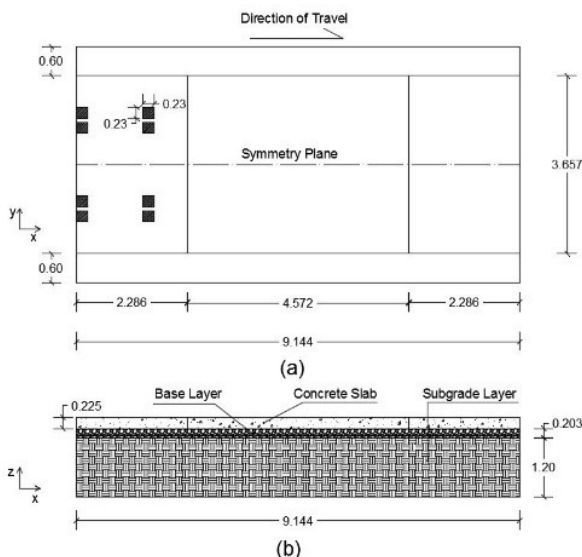 Direction of Travel
0.60
0.23
0.23
Symmetry Plane
3.657
y
x
0.60
2.286
4.572
2.286
9.144
(a)
Base Layer
Concrete Slab
Subgrade Layer
0.225
0.203
z
x
1.20
9.144
(b)